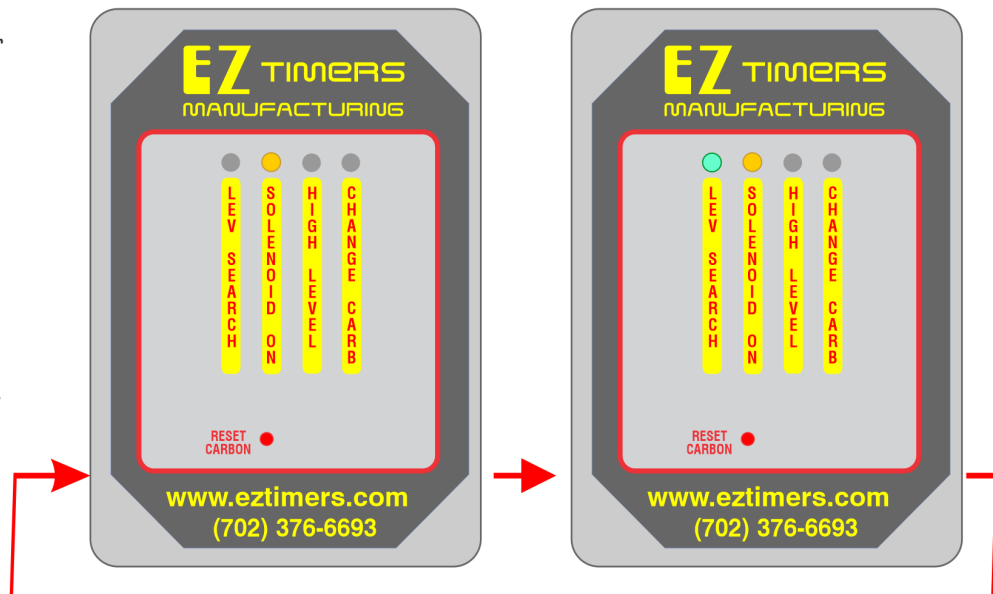 EZ TIMERS
MANUFACTURING
LEV SEARCH
SOLENOID ON
HIGH LEVEL
CHANGE CARB
RESET
CARBON
www.eztimers.com
(702) 376-6693
EZ TIMERS
MANUFACTURING
LEV SEARCH
SOLENOID ON
HIGH LEVEL
CHANGE CARB
RESET
CARBON
www.eztimers.com
(702) 376-6693